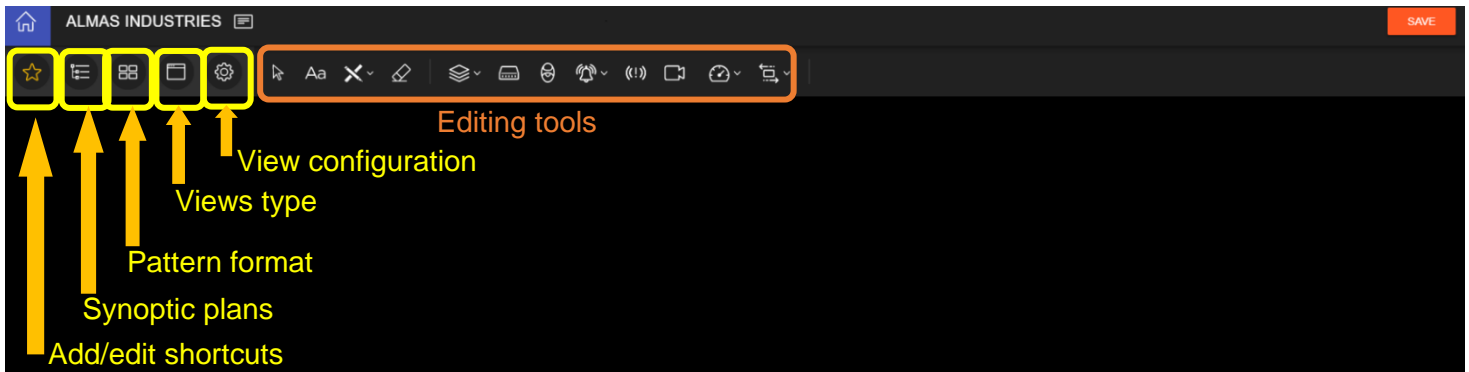 ALMAS INDUSTRIES
SAVE
Aa
Editing tools
View configuration
Views type
Pattern format
Synoptic plans
Add/edit shortcuts